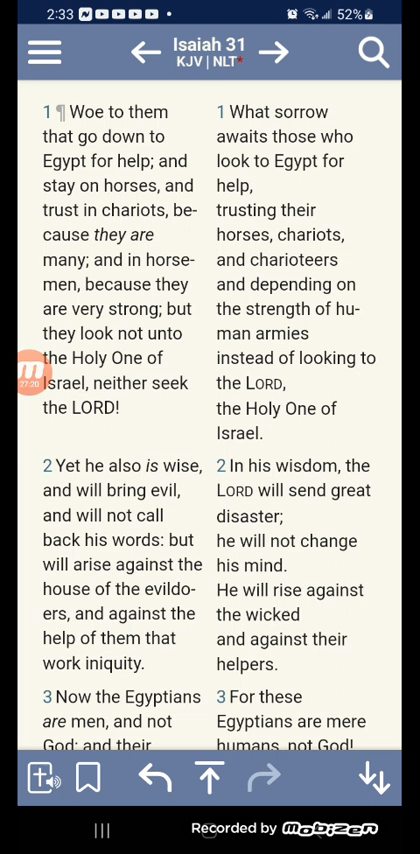 2:33
52%
Isaiah 31
KJV | NLT*
1 ¶ Woe to them
that go down to
Egypt for help; and
stay on horses, and
trust in chariots, be-
cause they are
many; and in horse-
men, because they
are very strong; but
they look not unto
the Holy One of
Israel, neither seek
the LORD!
2 Yet he also is wise,
and will bring evil,
and will not call
back his words: but
will arise against the
house of the evildo-
ers, and against the
help of them that
work iniquity.
3 Now the Egyptians
are men, and not
God; and their
1 What sorrow
awaits those who
look to Egypt for
help,
trusting their
horses, chariots,
and charioteers
and depending on
the strength of hu-
man armies
instead of looking to
the LORD,
the Holy One of
Israel.
2 In his wisdom, the
LORD will send great
disaster;
he will not change
his mind.
He will rise against
the wicked
and against their
helpers.
3 For these
Egyptians are mere
humans, not God!
27:20
Recorded by mobizen